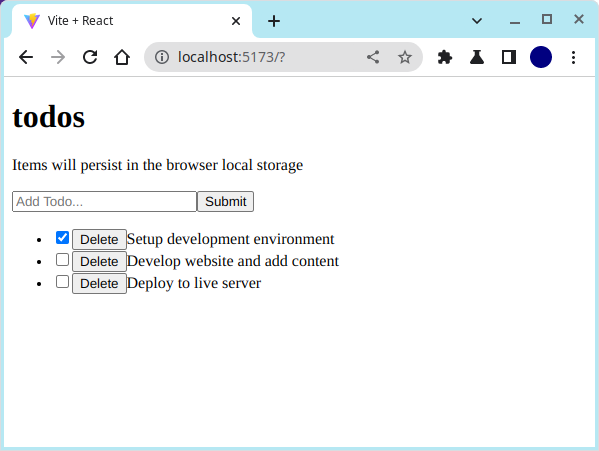 Vite + React
localhost:5173/?
todos
Items will persist in the browser local storage
Add Todo... Submit
Delete Setup development environment
Delete Develop website and add content
Delete Deploy to live server